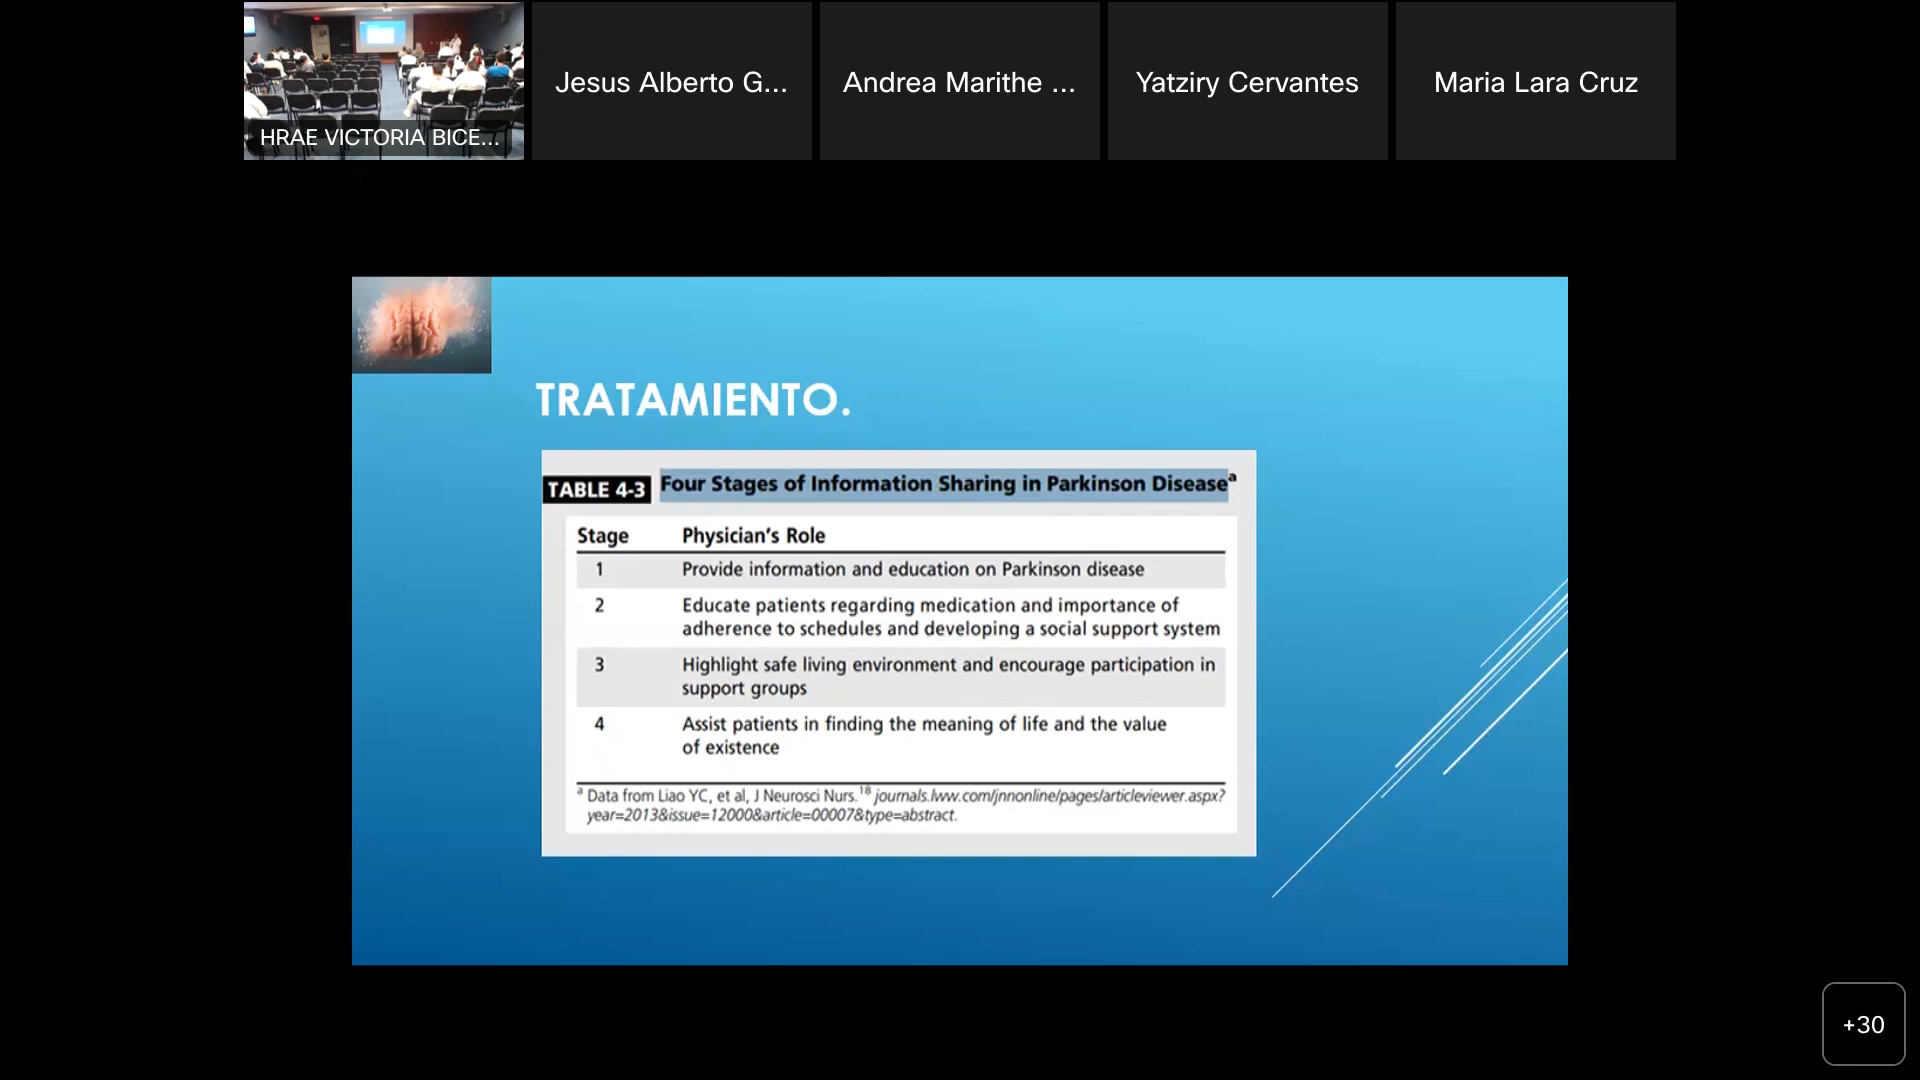 HRAE VICTORIA BICE...
Jesus Alberto G...
Andrea Marithe ...
Yatziry Cervantes
Maria Lara Cruz
TRATAMIENTO.
TABLE 4-3 Four Stages of Information Sharing in Parkinson Diseaseᵃ
Stage Physician's Role
1 Provide information and education on Parkinson disease
2 Educate patients regarding medication and importance of
adherence to schedules and developing a social support system
3 Highlight safe living environment and encourage participation in
support groups
4 Assist patients in finding the meaning of life and the value
of existence
ᵃ Data from Liao YC, et al, J Neurosci Nurs.¹⁸ journals.lww.com/jnnonline/pages/articleviewer.aspx?
year=2013&issue=12000&article=00007&type=abstract.
+30